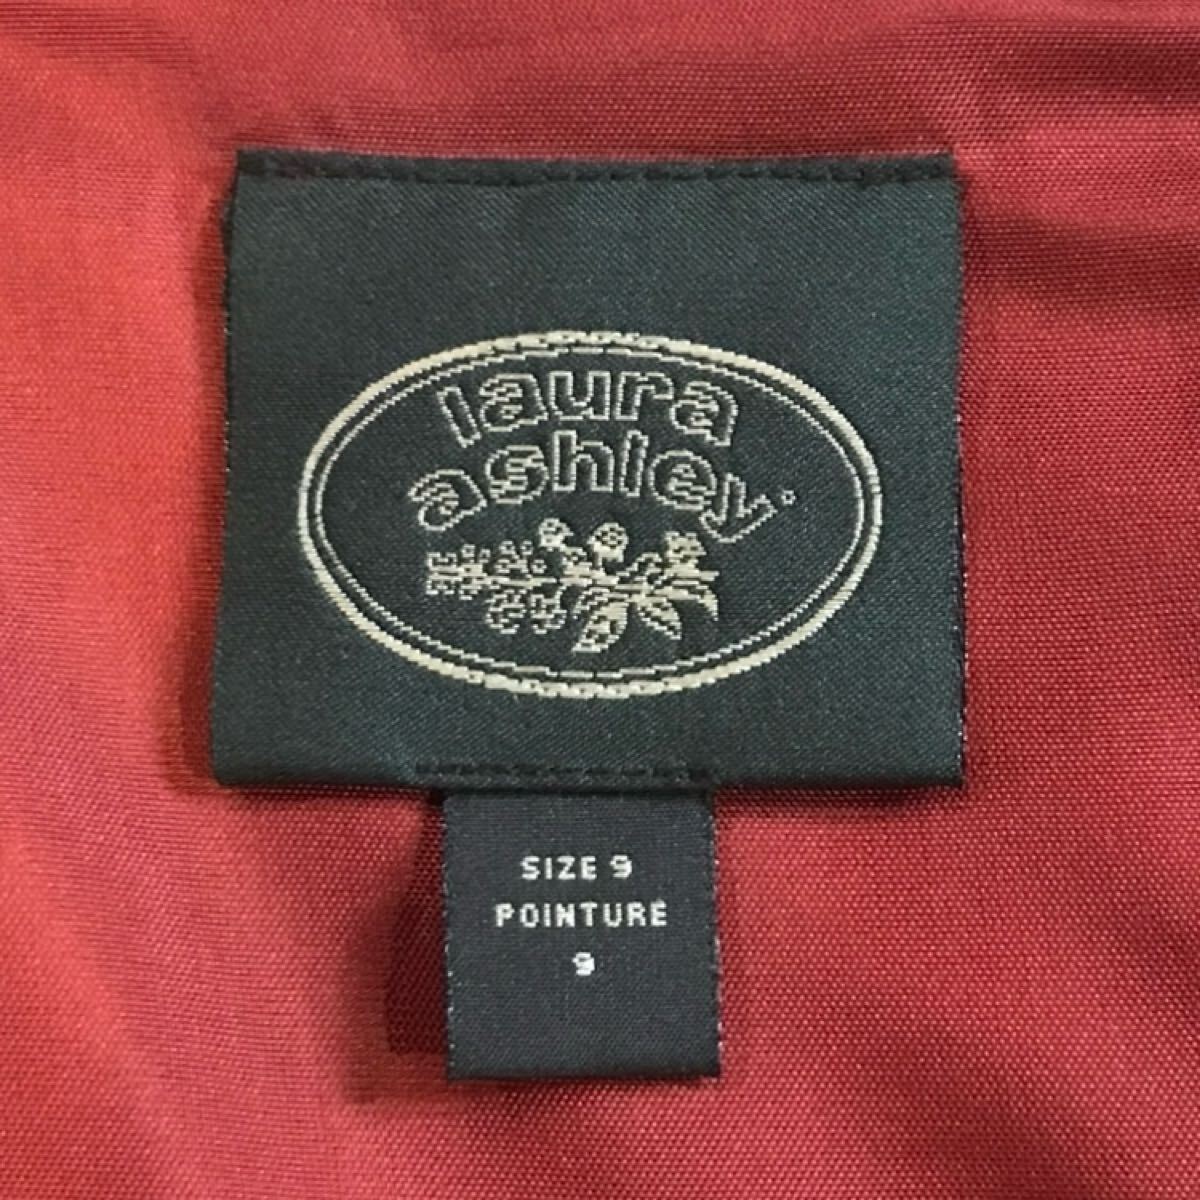 laura
ashley
SIZE 9
POINTURE
9